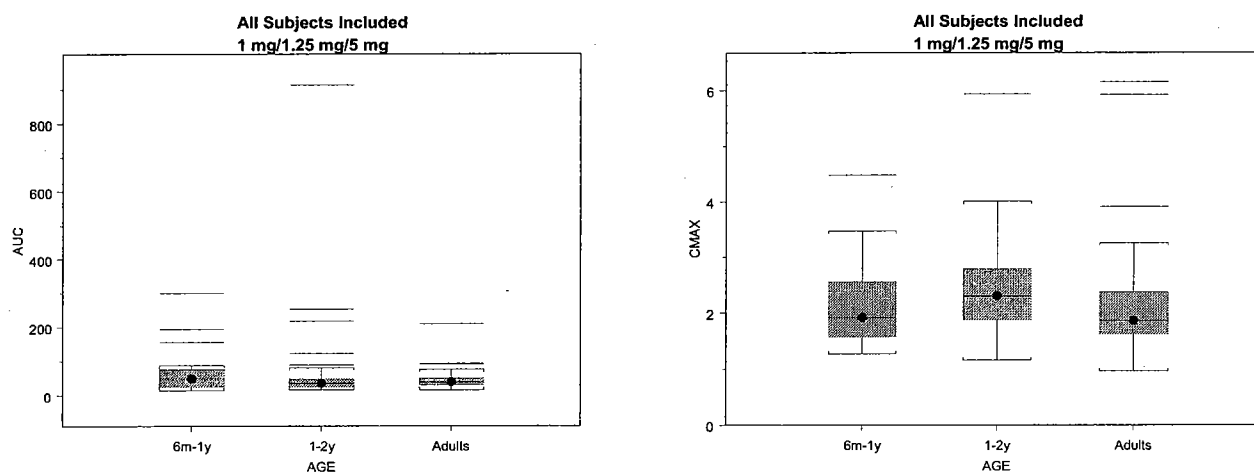 All Subjects Included
1 mg/1.25 mg/5 mg
AUC
800
600
400
200
0
6m-1y
1-2y
Adults
AGE
All Subjects Included
1 mg/1.25 mg/5 mg
CMAX
6
4
2
0
6m-1y
1-2y
Adults
AGE